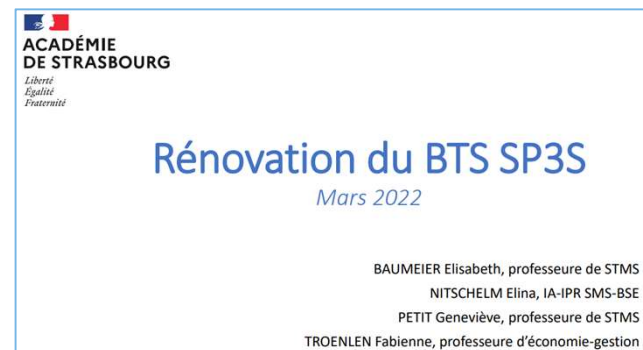 ACADÉMIE
DE STRASBOURG
Liberté
Égalité
Fraternité
Rénovation du BTS SP3S
Mars 2022
BAUMEIER Elisabeth, professeure de STMS
NITSCHELM Elina, IA-IPR SMS-BSE
PETIT Geneviève, professeure de STMS
TROENLEN Fabienne, professeure d'économie-gestion